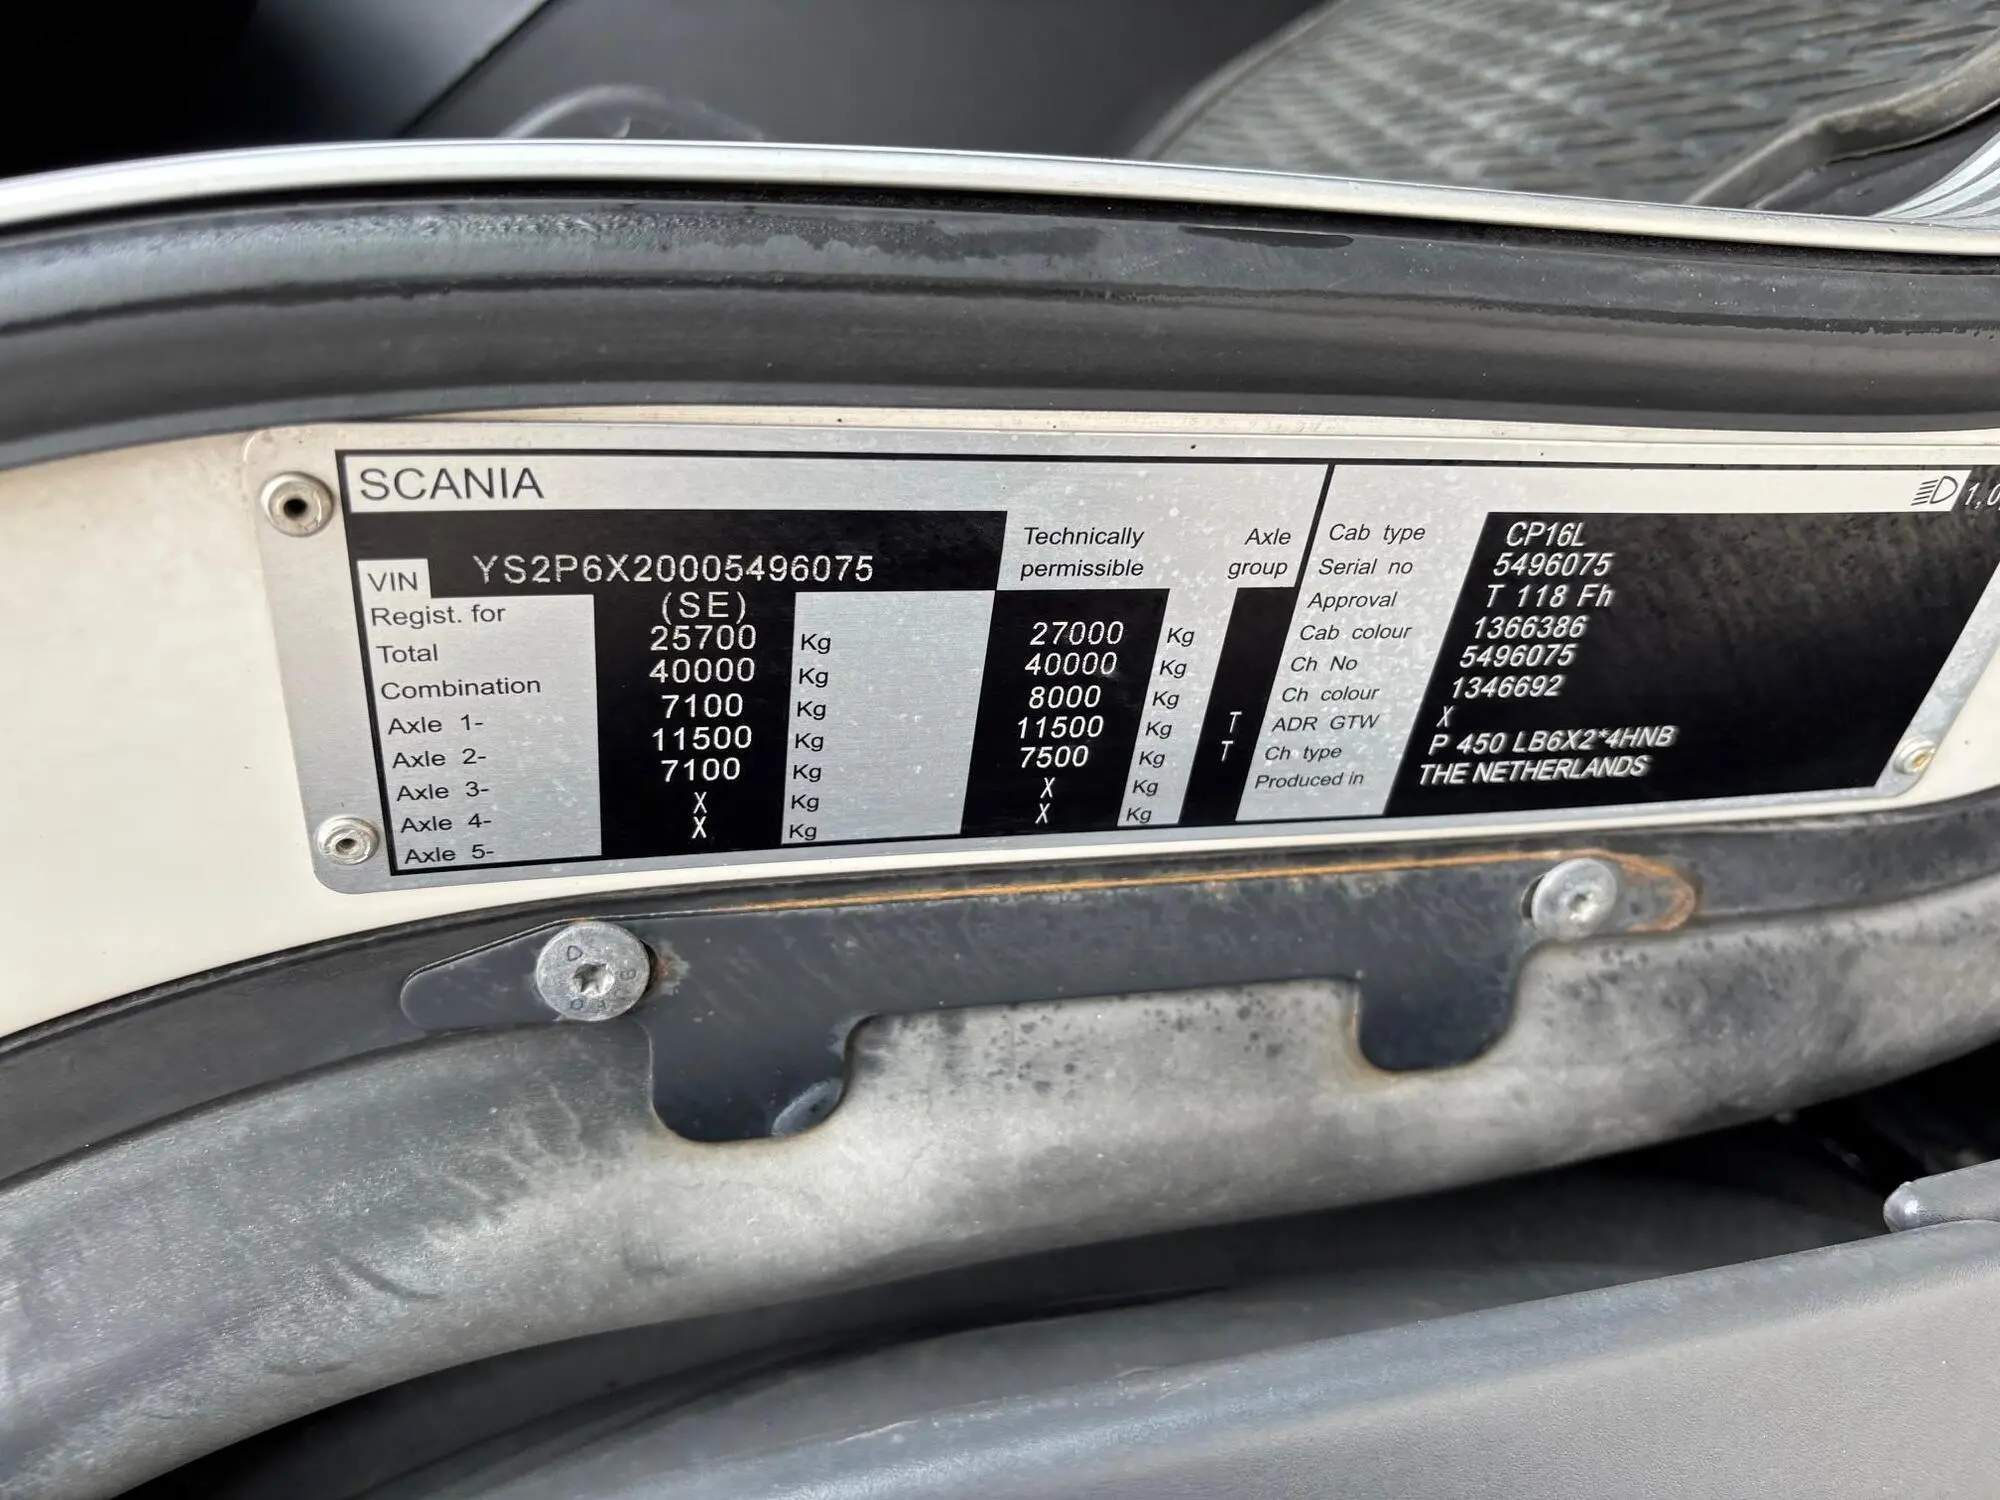 SCANIA
1,0
VIN YS2P6X20005496075
Technically permissible
Axle group
Regist. for (SE)
Total 25700 Kg 27000 Kg
Combination 40000 Kg 40000 Kg
Axle 1- 7100 Kg 8000 Kg
Axle 2- 11500 Kg 11500 Kg T
Axle 3- 7100 Kg 7500 Kg T
Axle 4- X Kg X Kg
Axle 5- X Kg X Kg
Cab type CP16L
Serial no 5496075
Approval T 118 Fh
Cab colour 1366386
Ch No 5496075
Ch colour 1346692
ADR GTW X
Ch type P 450 LB6X2*4HNB
Produced in THE NETHERLANDS